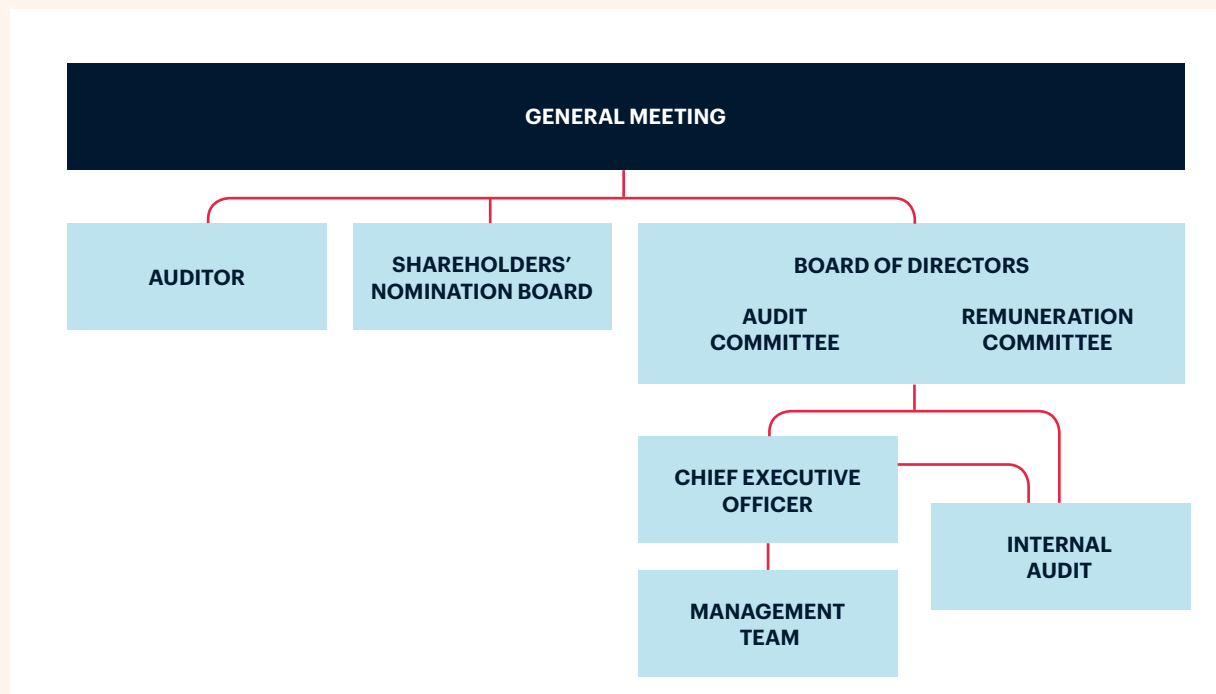 GENERAL MEETING
AUDITOR
SHAREHOLDERS’
NOMINATION BOARD
BOARD OF DIRECTORS
AUDIT
COMMITTEE
REMUNERATION
COMMITTEE
CHIEF EXECUTIVE
OFFICER
INTERNAL
AUDIT
MANAGEMENT
TEAM